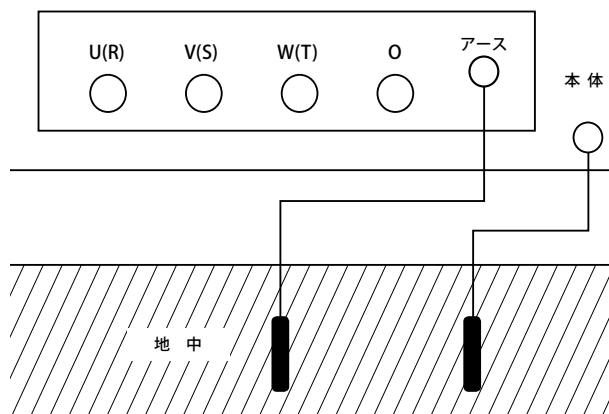 U(R) V(S) W(T) O アース
本 体
地 中